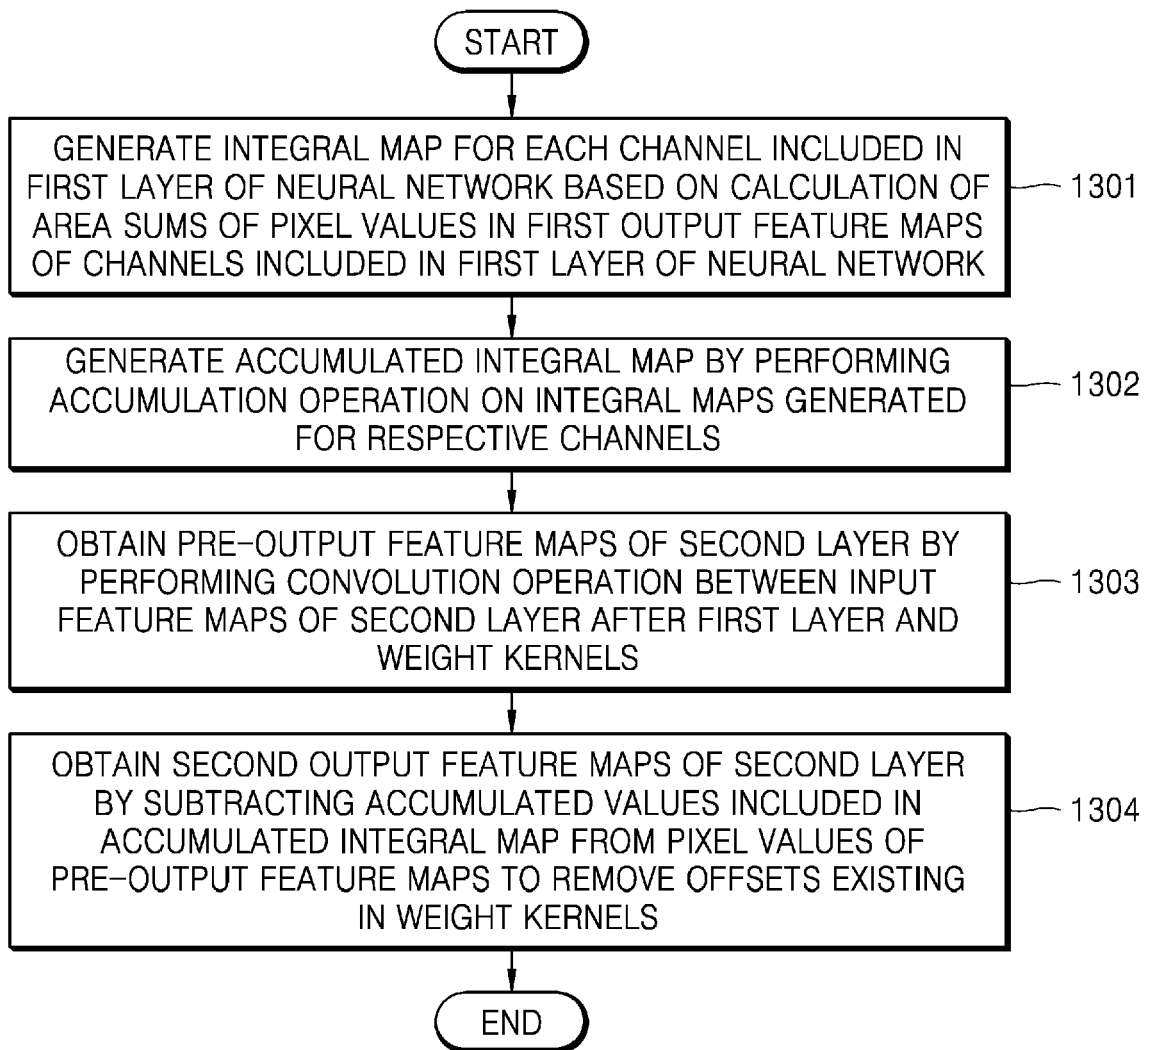 START
GENERATE INTEGRAL MAP FOR EACH CHANNEL INCLUDED IN
FIRST LAYER OF NEURAL NETWORK BASED ON CALCULATION OF
AREA SUMS OF PIXEL VALUES IN FIRST OUTPUT FEATURE MAPS
OF CHANNELS INCLUDED IN FIRST LAYER OF NEURAL NETWORK
1301
GENERATE ACCUMULATED INTEGRAL MAP BY PERFORMING
ACCUMULATION OPERATION ON INTEGRAL MAPS GENERATED
FOR RESPECTIVE CHANNELS
1302
OBTAIN PRE-OUTPUT FEATURE MAPS OF SECOND LAYER BY
PERFORMING CONVOLUTION OPERATION BETWEEN INPUT
FEATURE MAPS OF SECOND LAYER AFTER FIRST LAYER AND
WEIGHT KERNELS
1303
OBTAIN SECOND OUTPUT FEATURE MAPS OF SECOND LAYER
BY SUBTRACTING ACCUMULATED VALUES INCLUDED IN
ACCUMULATED INTEGRAL MAP FROM PIXEL VALUES OF
PRE-OUTPUT FEATURE MAPS TO REMOVE OFFSETS EXISTING
IN WEIGHT KERNELS
1304
END